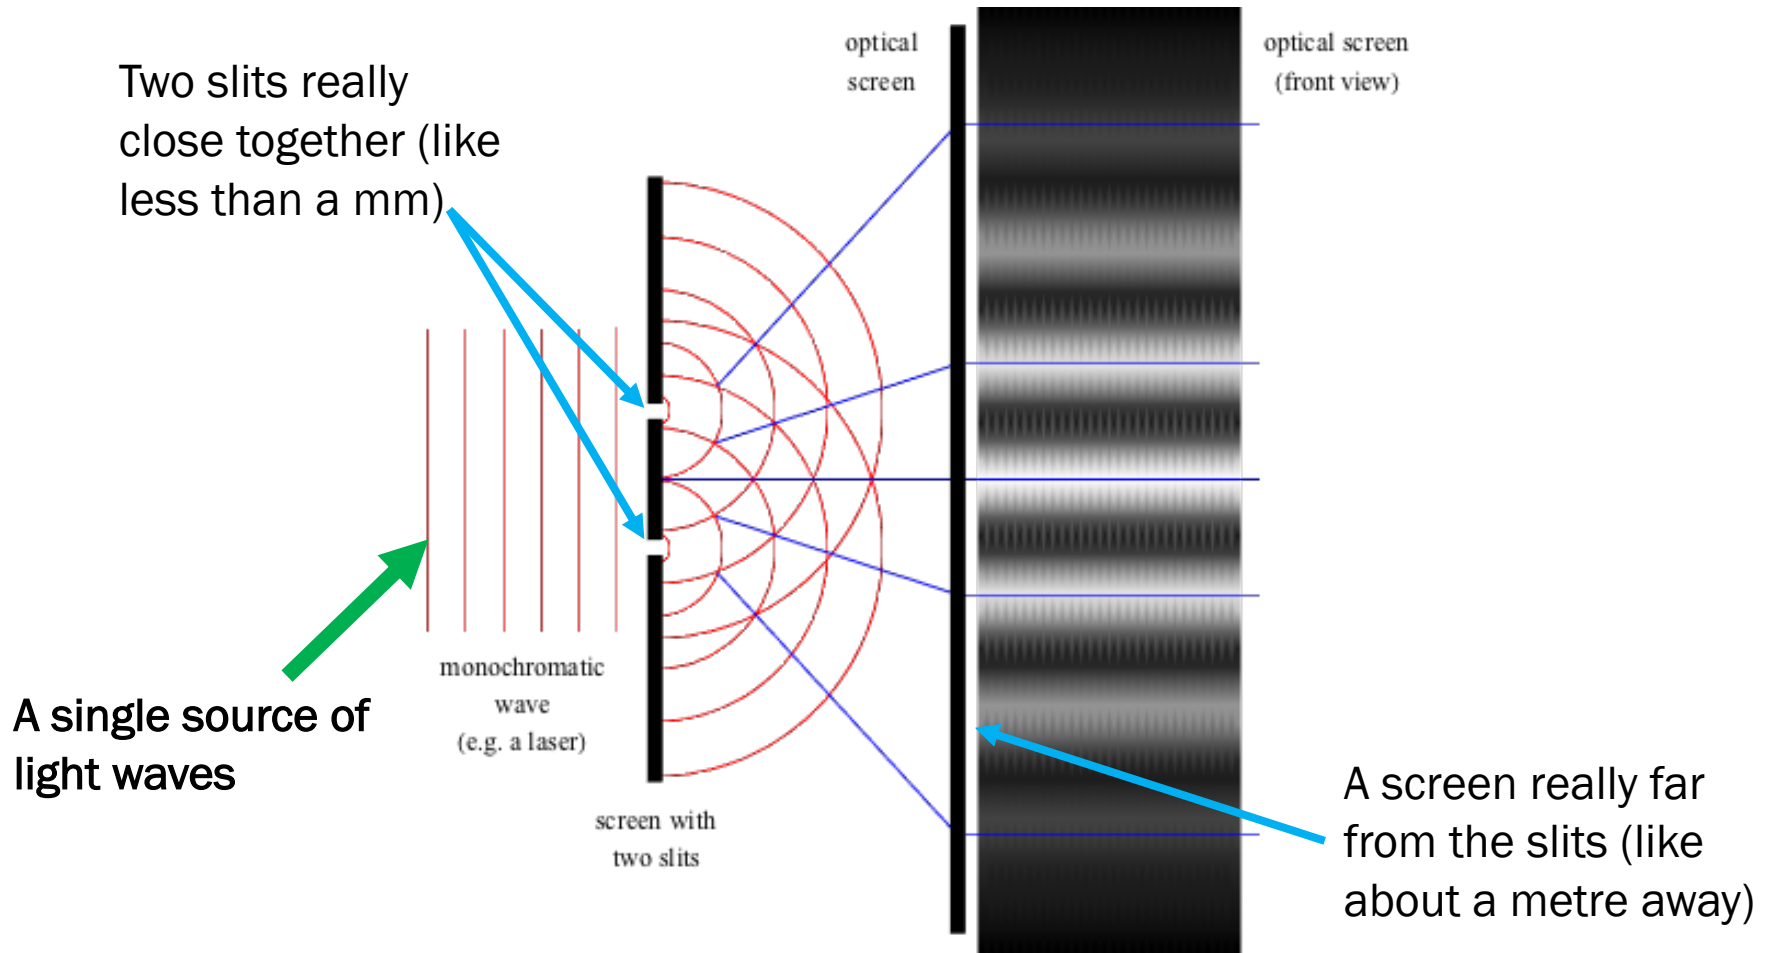 Two slits really
close together (like
less than a mm)
optical
screen
optical screen
(front view)
A single source of
light waves
monochromatic
wave
(e.g. a laser)
screen with
two slits
A screen really far
from the slits (like
about a metre away)